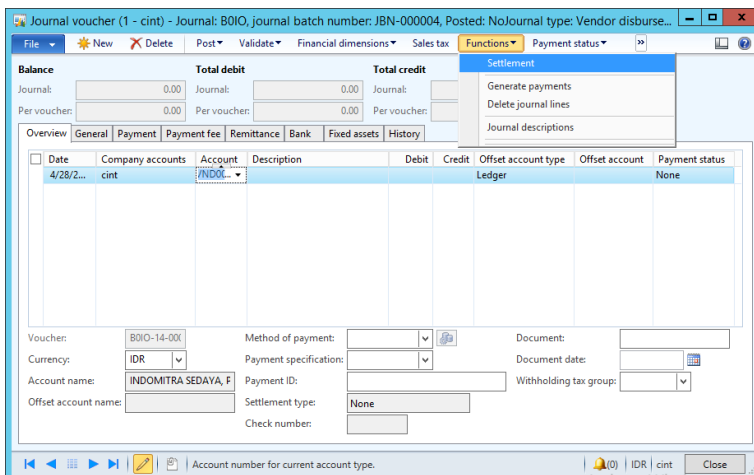 Journal voucher (1 - cint) - Journal: B0IO, journal batch number: JBN-000004, Posted: NoJournal type: Vendor disburse...
File New Delete Post Validate Financial dimensions Sales tax Functions Payment status »
Balance Total debit Total credit
Journal: 0.00 Journal: 0.00 Journal:
Per voucher: 0.00 Per voucher: 0.00 Per voucher:
Settlement
Generate payments
Delete journal lines
Journal descriptions
Overview General Payment Payment fee Remittance Bank Fixed assets History
Date Company accounts Account Description Debit Credit Offset account type Offset account Payment status
4/28/2... cint /ND00... Ledger None
Voucher: B0IO-14-00( Method of payment: Document:
Currency: IDR Payment specification: Document date:
Account name: INDOMITRA SEDAYA, P Payment ID: Withholding tax group:
Offset account name: Settlement type: None
Check number:
Account number for current account type. (0) IDR cint Close